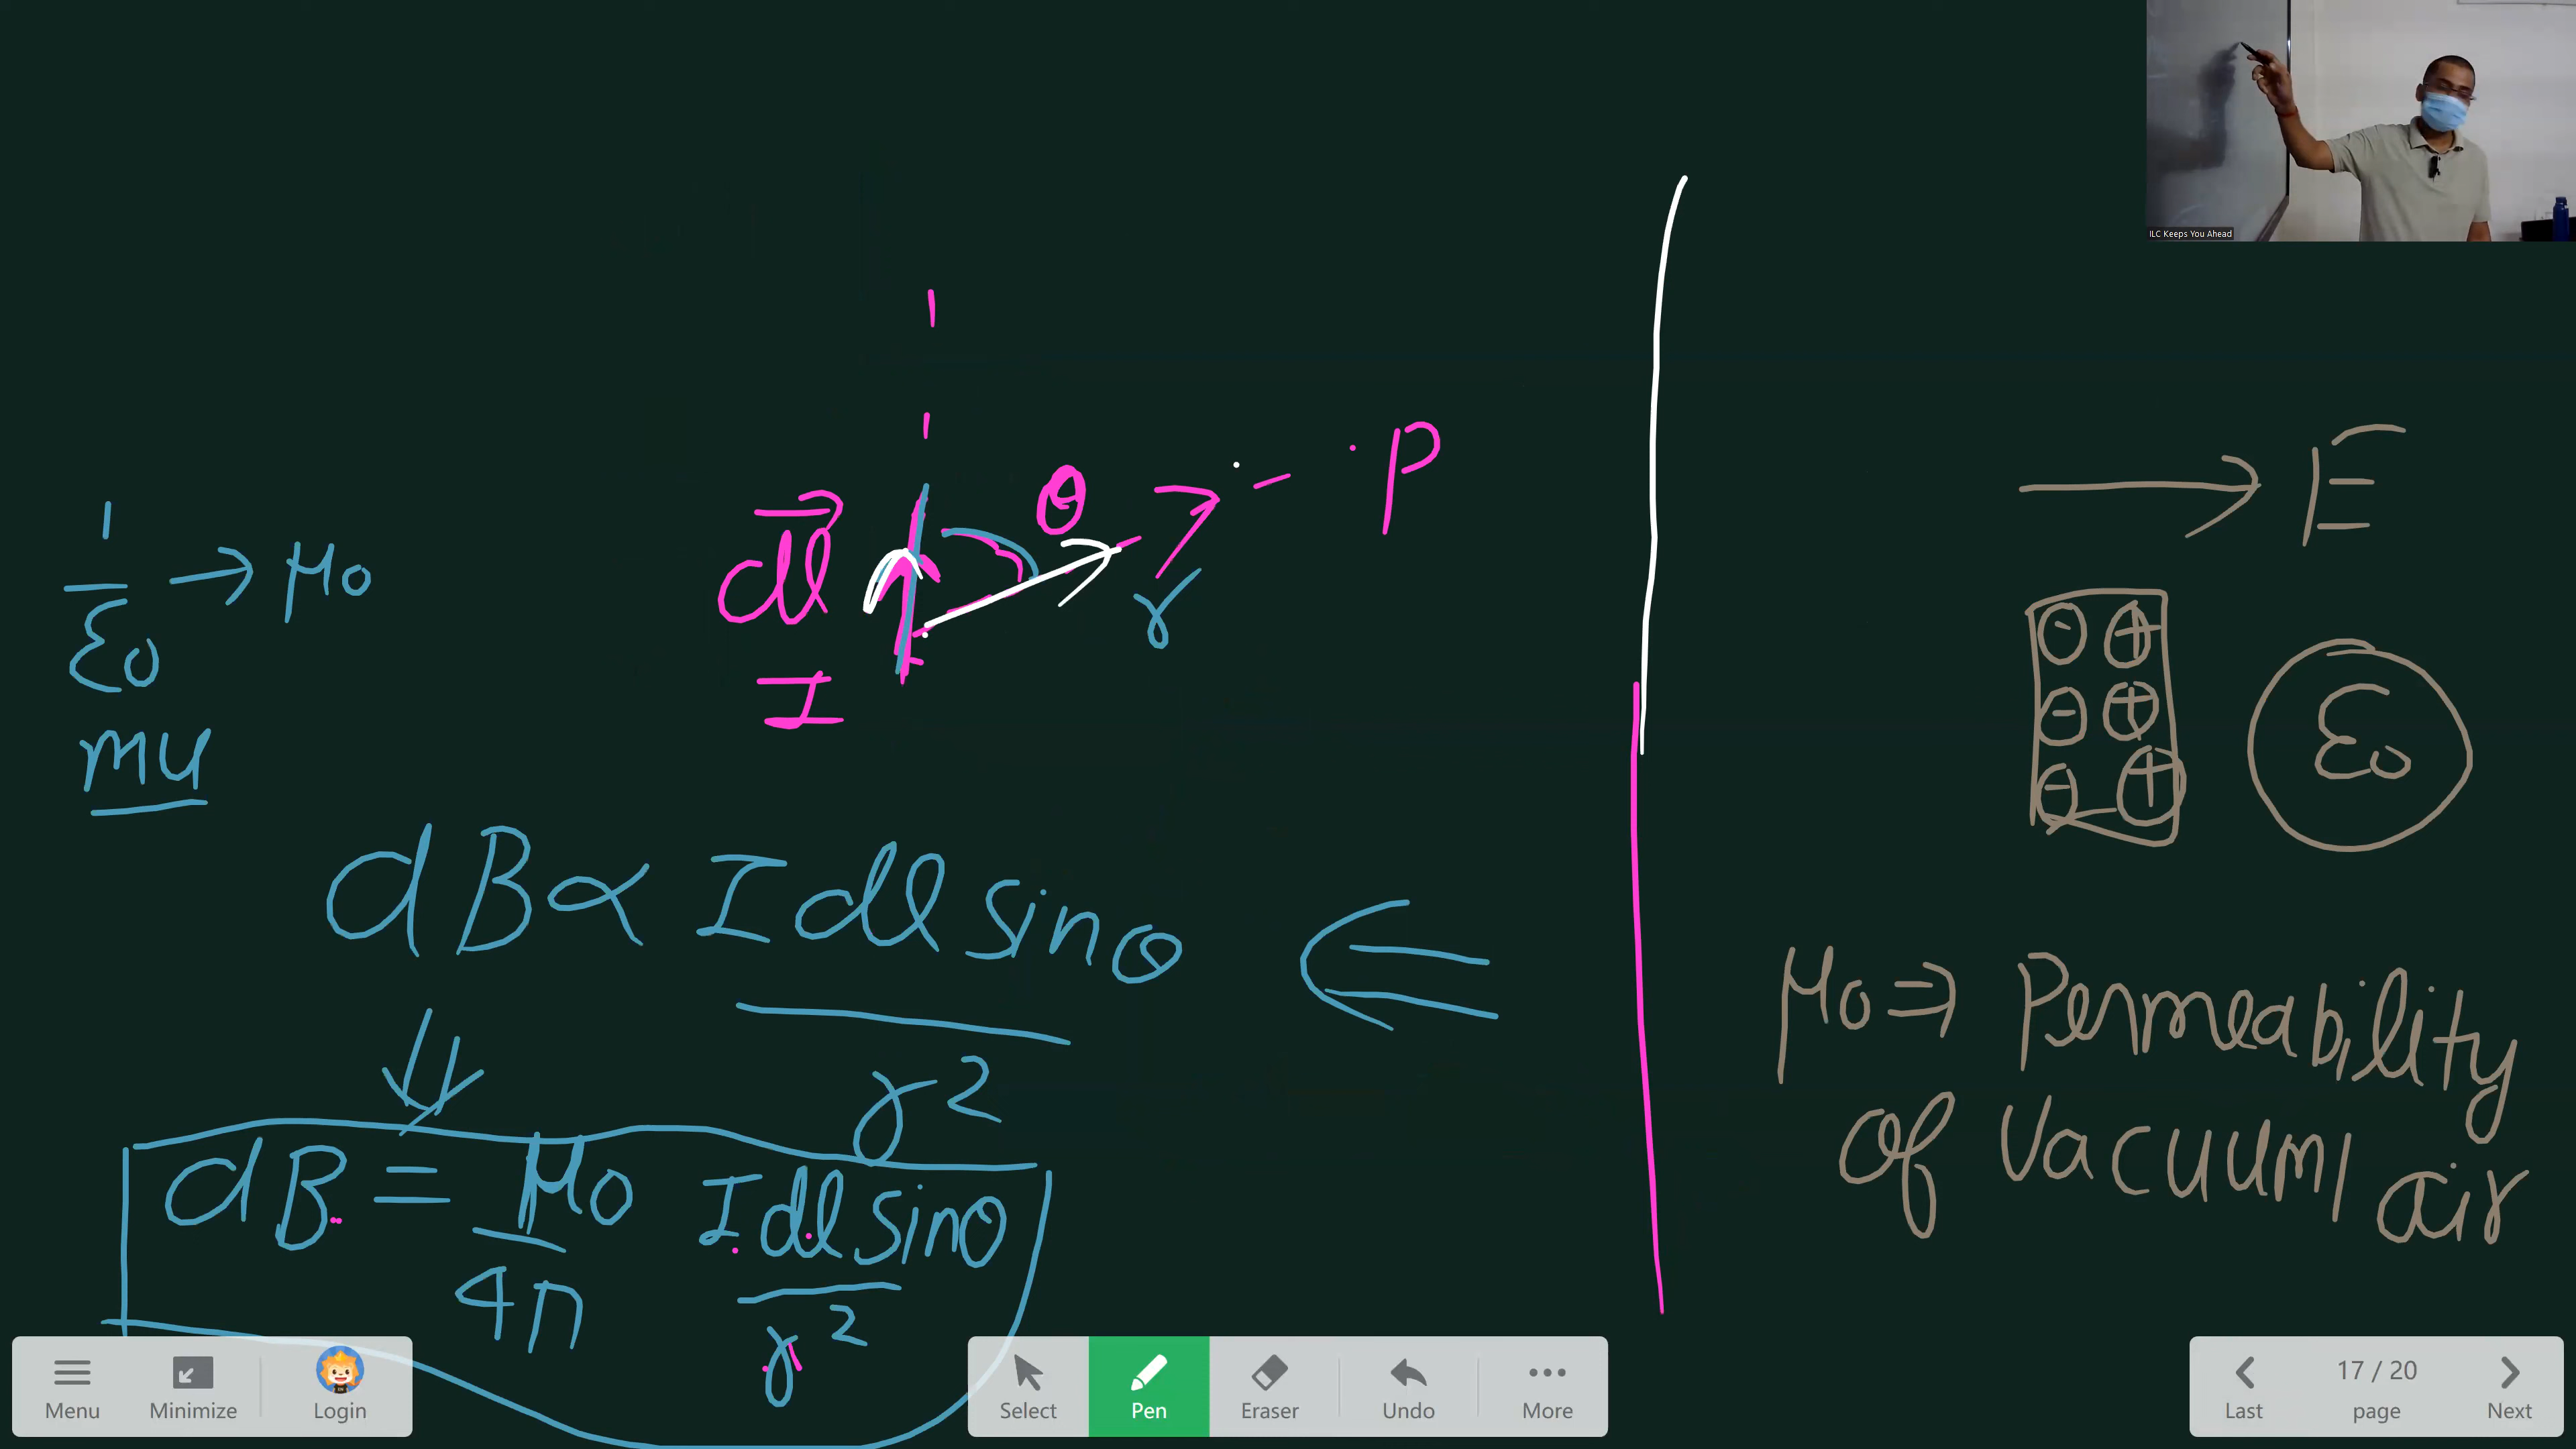 ILC Keeps You Ahead
P
θ
dl
r
I
1
ε0 → μ0
mu
E
- +
- +
- +
ε0
dB ∝ I dl sinθ
r2
dB = μ0 I dl sinθ
4π r2
μ0 ⇒ Permeability
of Vacuum/air
Menu Minimize Login Select Pen Eraser Undo More Last 17 / 20 page Next